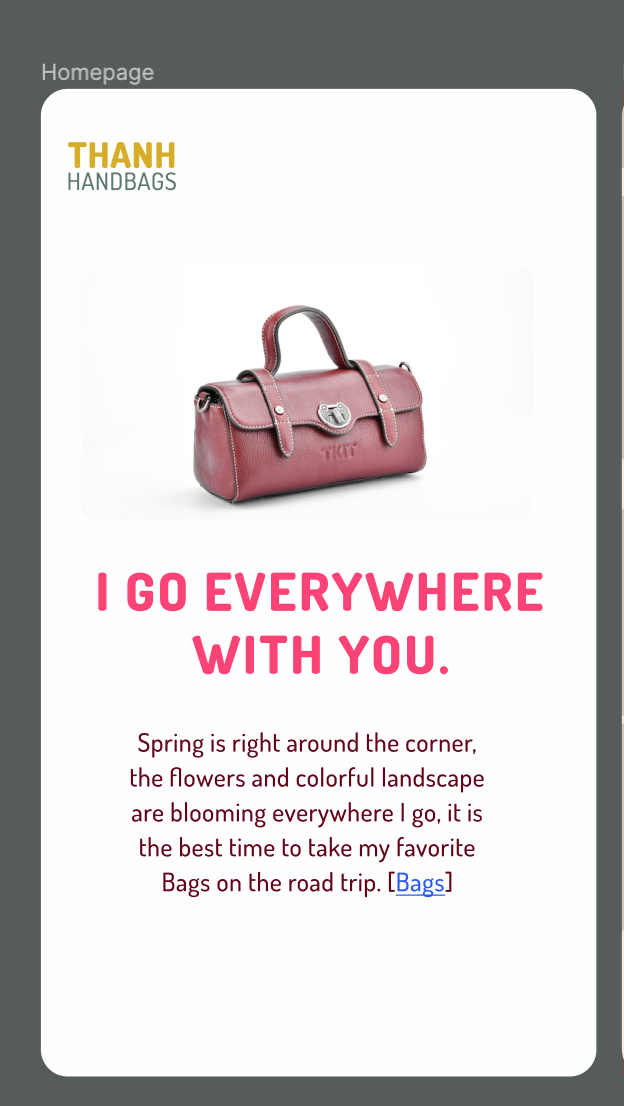 Homepage
THANH
HANDBAGS
TKIT
I GO EVERYWHERE
WITH YOU.
Spring is right around the corner,
the flowers and colorful landscape
are blooming everywhere I go, it is
the best time to take my favorite
Bags on the road trip. [Bags]